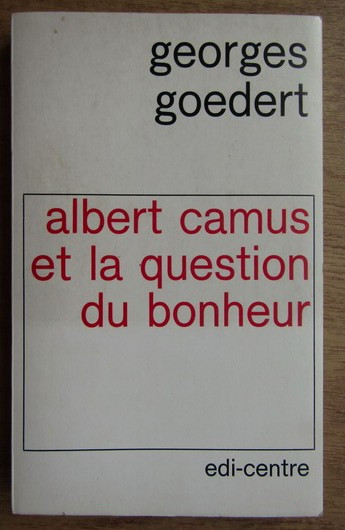 georges
goedert
albert camus
et la question
du bonheur
edi-centre